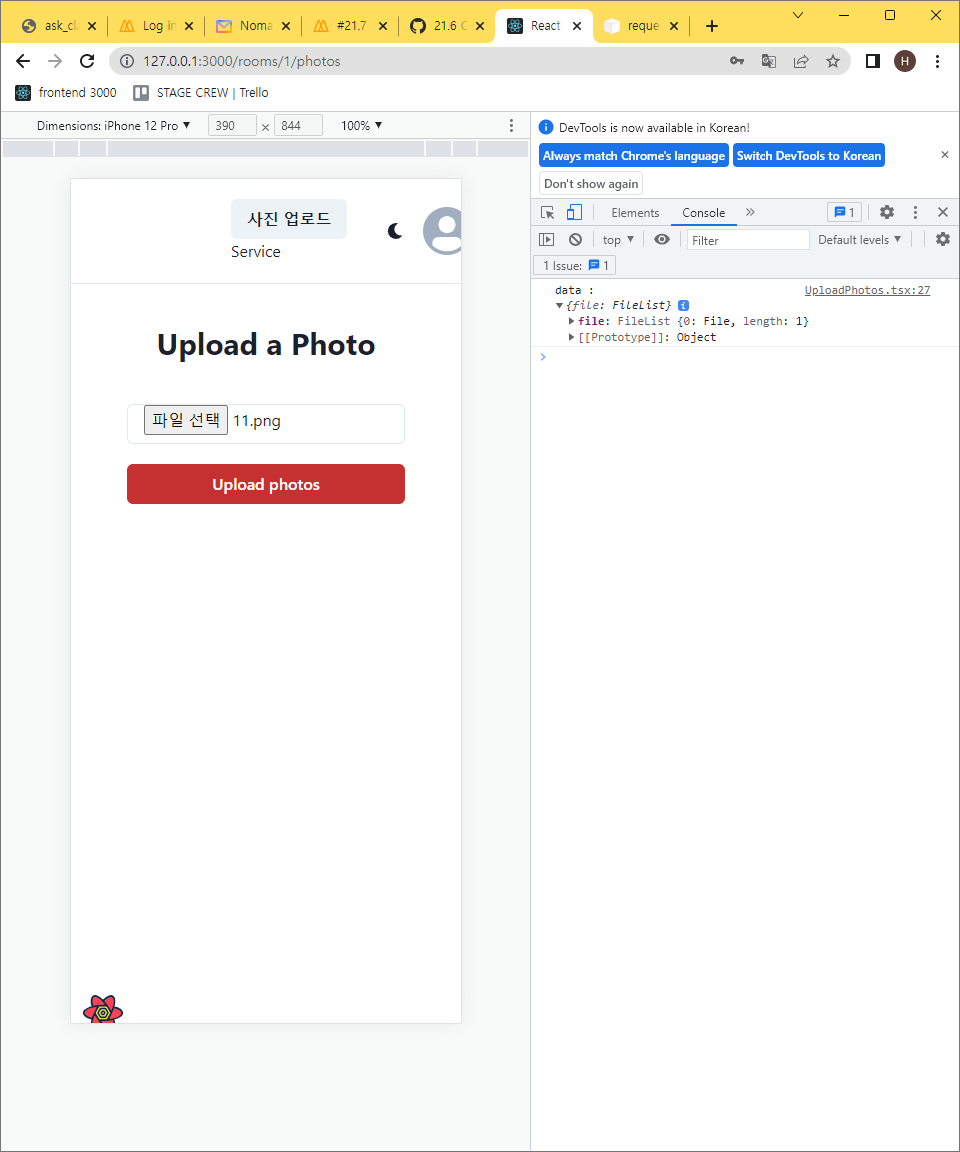 ask_cla
Log in
Noma
#21.7
21.6 C
React
reque
127.0.0.1:3000/rooms/1/photos
H
frontend 3000
STAGE CREW | Trello
Dimensions: iPhone 12 Pro ▼ 390 × 844 100% ▼
사진 업로드
Service
Upload a Photo
파일 선택 11.png
Upload photos
DevTools is now available in Korean!
Always match Chrome's language
Switch DevTools to Korean
Don't show again
Elements Console » 1
top ▼ Filter Default levels ▼
1 Issue: 1
data : UploadPhotos.tsx:27
▼{file: FileList} i
▶file: FileList {0: File, length: 1}
▶[[Prototype]]: Object